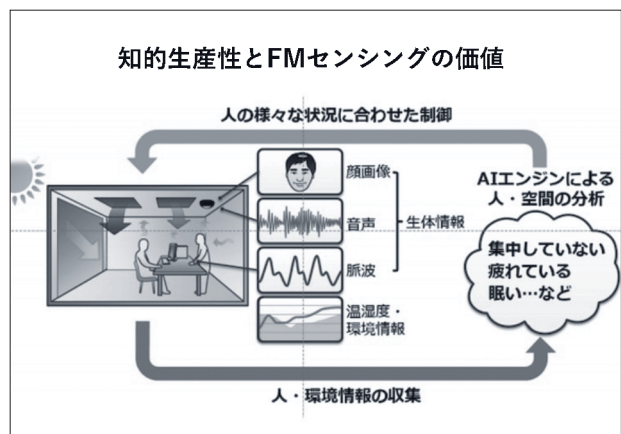 知的生産性とFMセンシングの価値
人の様々な状況に合わせた制御
顔画像
音声
脈波
生体情報
温湿度・
環境情報
AIエンジンによる
人・空間の分析
集中していない
疲れている
眠い…など
人・環境情報の収集